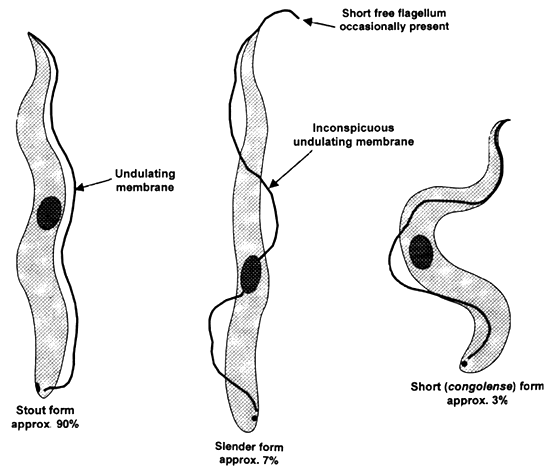 Short free flagellum
occasionally present
Inconspicuous
undulating membrane
Undulating
membrane
Stout form
approx. 90%
Slender form
approx. 7%
Short (congolense) form
approx. 3%